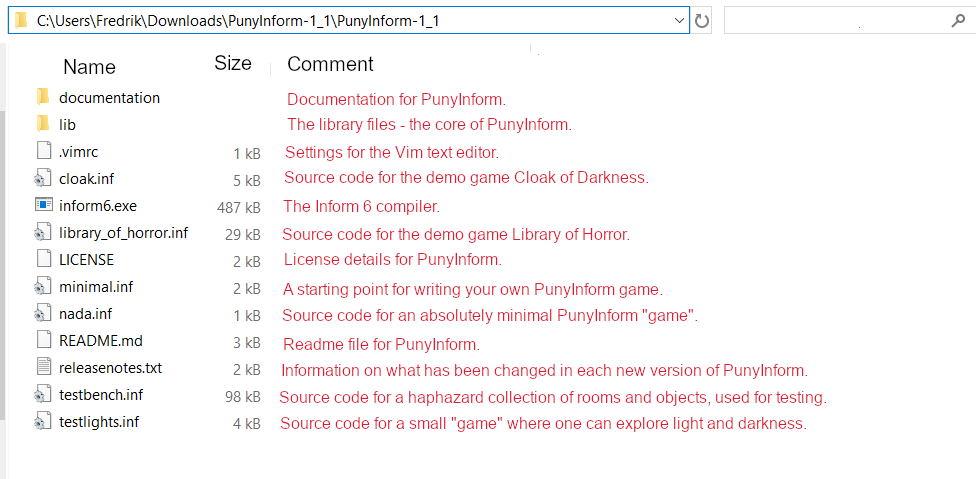 C:\Users\Fredrik\Downloads\PunyInform-1_1\PunyInform-1_1
Name Size Comment
documentation Documentation for PunyInform.
lib The library files - the core of PunyInform.
.vimrc 1 kB Settings for the Vim text editor.
cloak.inf 5 kB Source code for the demo game Cloak of Darkness.
inform6.exe 487 kB The Inform 6 compiler.
library_of_horror.inf 29 kB Source code for the demo game Library of Horror.
LICENSE 2 kB License details for PunyInform.
minimal.inf 2 kB A starting point for writing your own PunyInform game.
nada.inf 1 kB Source code for an absolutely minimal PunyInform "game".
README.md 3 kB Readme file for PunyInform.
releasenotes.txt 2 kB Information on what has been changed in each new version of PunyInform.
testbench.inf 98 kB Source code for a haphazard collection of rooms and objects, used for testing.
testlights.inf 4 kB Source code for a small "game" where one can explore light and darkness.